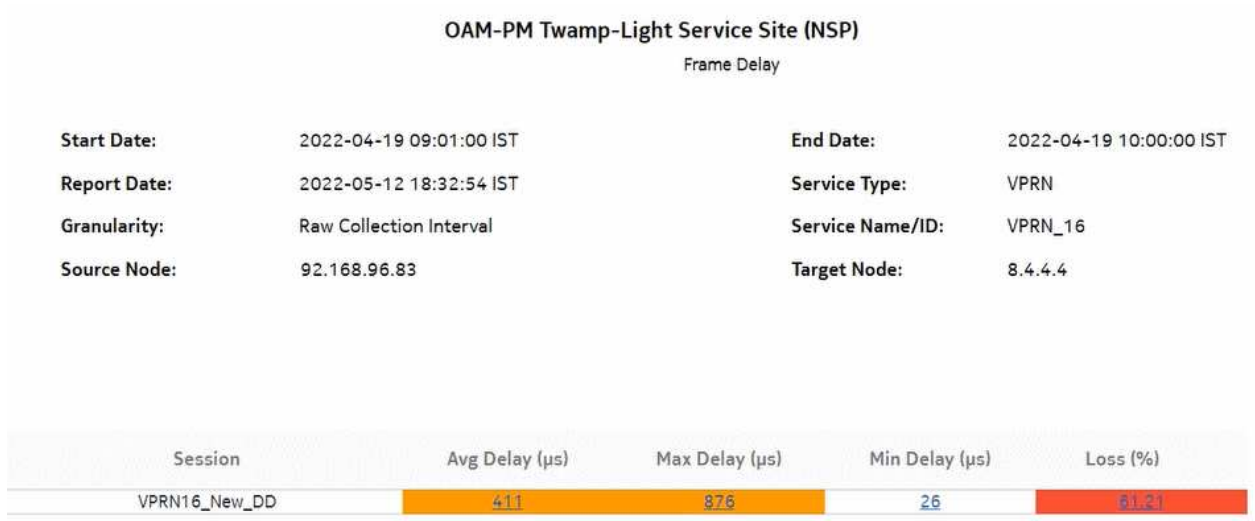 OAM-PM Twamp-Light Service Site (NSP)
Frame Delay
Start Date: 2022-04-19 09:01:00 IST End Date: 2022-04-19 10:00:00 IST
Report Date: 2022-05-12 18:32:54 IST Service Type: VPRN
Granularity: Raw Collection Interval Service Name/ID: VPRN_16
Source Node: 92.168.96.83 Target Node: 8.4.4.4
Session Avg Delay (µs) Max Delay (µs) Min Delay (µs) Loss (%)
VPRN16_New_DD 411 876 26 61.21